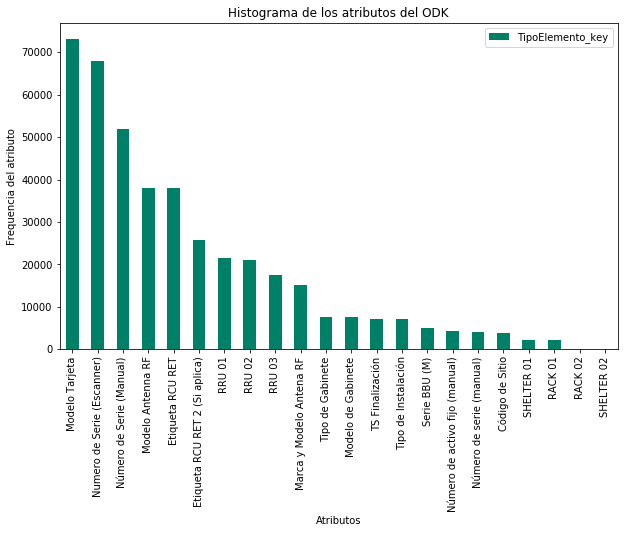 Histograma de los atributos del ODK
TipoElemento_key
Frequencia del atributo
70000
60000
50000
40000
30000
20000
10000
0
Modelo Tarjeta
Numero de Serie (Escanner)
Número de Serie (Manual)
Modelo Antenna RF
Etiqueta RCU RET
Etiqueta RCU RET 2 (Si aplica)
RRU 01
RRU 02
RRU 03
Marca y Modelo Antena RF
Tipo de Gabinete
Modelo de Gabinete
TS Finalización
Tipo de Instalación
Serie BBU (M)
Número de activo fijo (manual)
Número de serie (manual)
Código de Sitio
SHELTER 01
RACK 01
RACK 02
SHELTER 02
Atributos